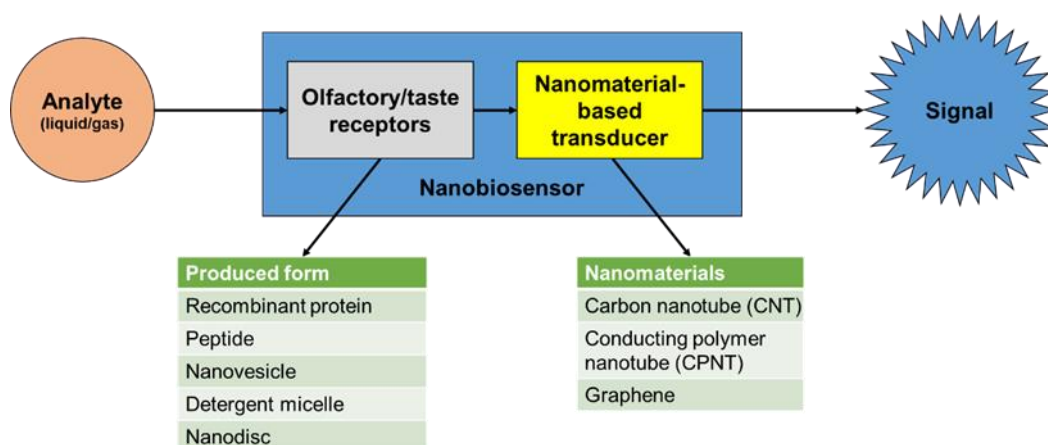 Analyte
(liquid/gas)
Olfactory/taste
receptors
Nanomaterial-
based
transducer
Nanobiosensor
Signal
Produced form
Recombinant protein
Peptide
Nanovesicle
Detergent micelle
Nanodisc
Nanomaterials
Carbon nanotube (CNT)
Conducting polymer
nanotube (CPNT)
Graphene